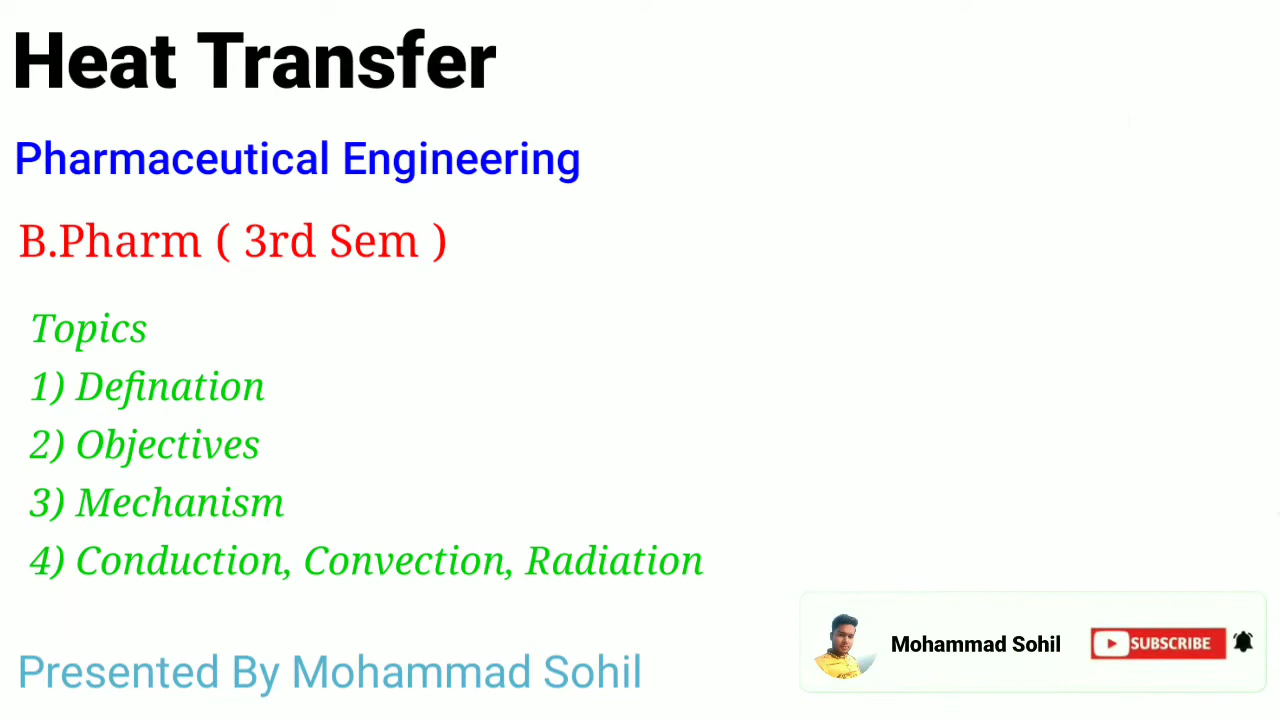 Heat Transfer
Pharmaceutical Engineering
B.Pharm ( 3rd Sem )
Topics
1) Defination
2) Objectives
3) Mechanism
4) Conduction, Convection, Radiation
Presented By Mohammad Sohil
Mohammad Sohil
SUBSCRIBE